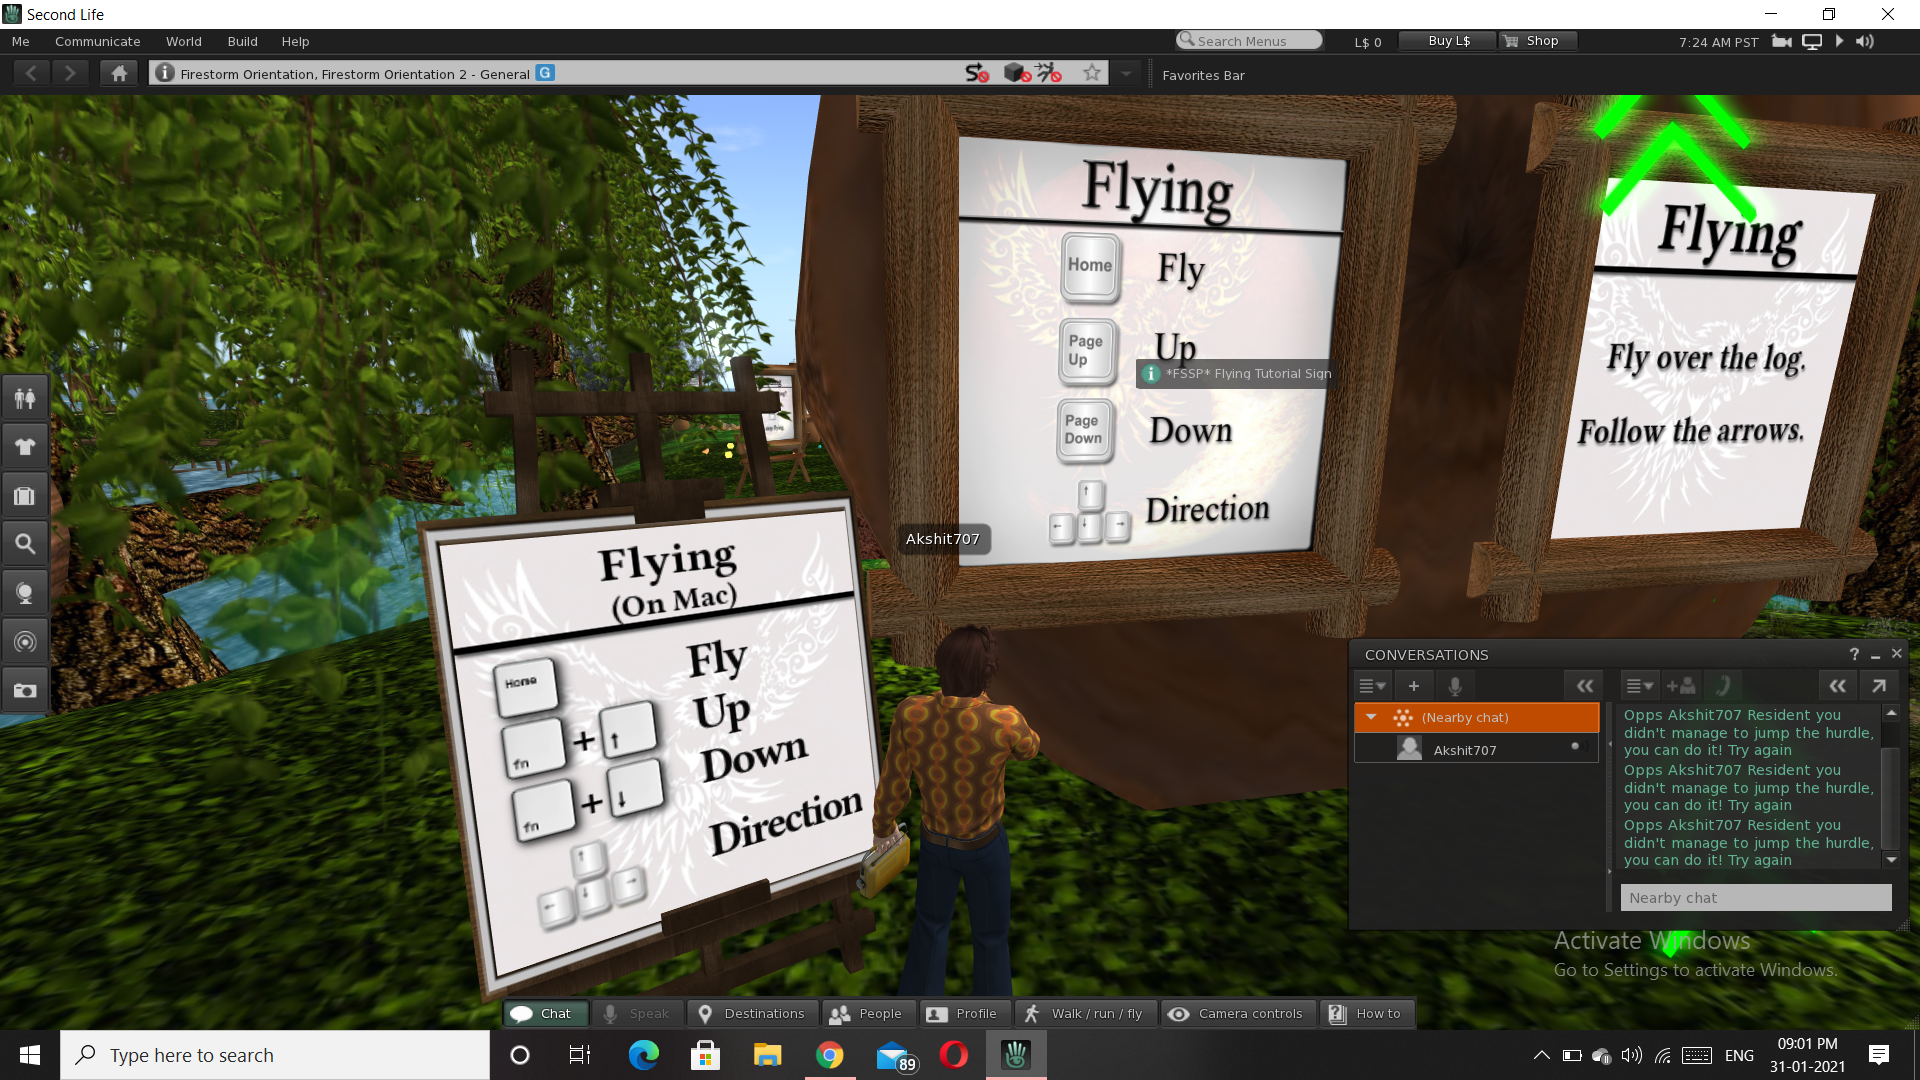 Second Life
Me Communicate World Build Help
Search Menus
L$ 0
Buy L$
Shop
7:24 AM PST
Firestorm Orientation, Firestorm Orientation 2 - General
G
Favorites Bar
Flying
Home
Fly
Page
Up
Up
*FSSP* Flying Tutorial Sign
Page
Down
Down
Direction
Flying
Fly over the log.
Follow the arrows.
Akshit707
Flying
(On Mac)
Home
Fly
fn
+
Up
fn
+
Down
Direction
CONVERSATIONS
(Nearby chat)
Akshit707
Opps Akshit707 Resident you
didn't manage to jump the hurdle,
you can do it! Try again
Opps Akshit707 Resident you
didn't manage to jump the hurdle,
you can do it! Try again
Opps Akshit707 Resident you
didn't manage to jump the hurdle,
you can do it! Try again
Nearby chat
Activate Windows
Go to Settings to activate Windows.
Chat
Speak
Destinations
People
Profile
Walk / run / fly
Camera controls
How to
Type here to search
89
ENG
09:01 PM
31-01-2021